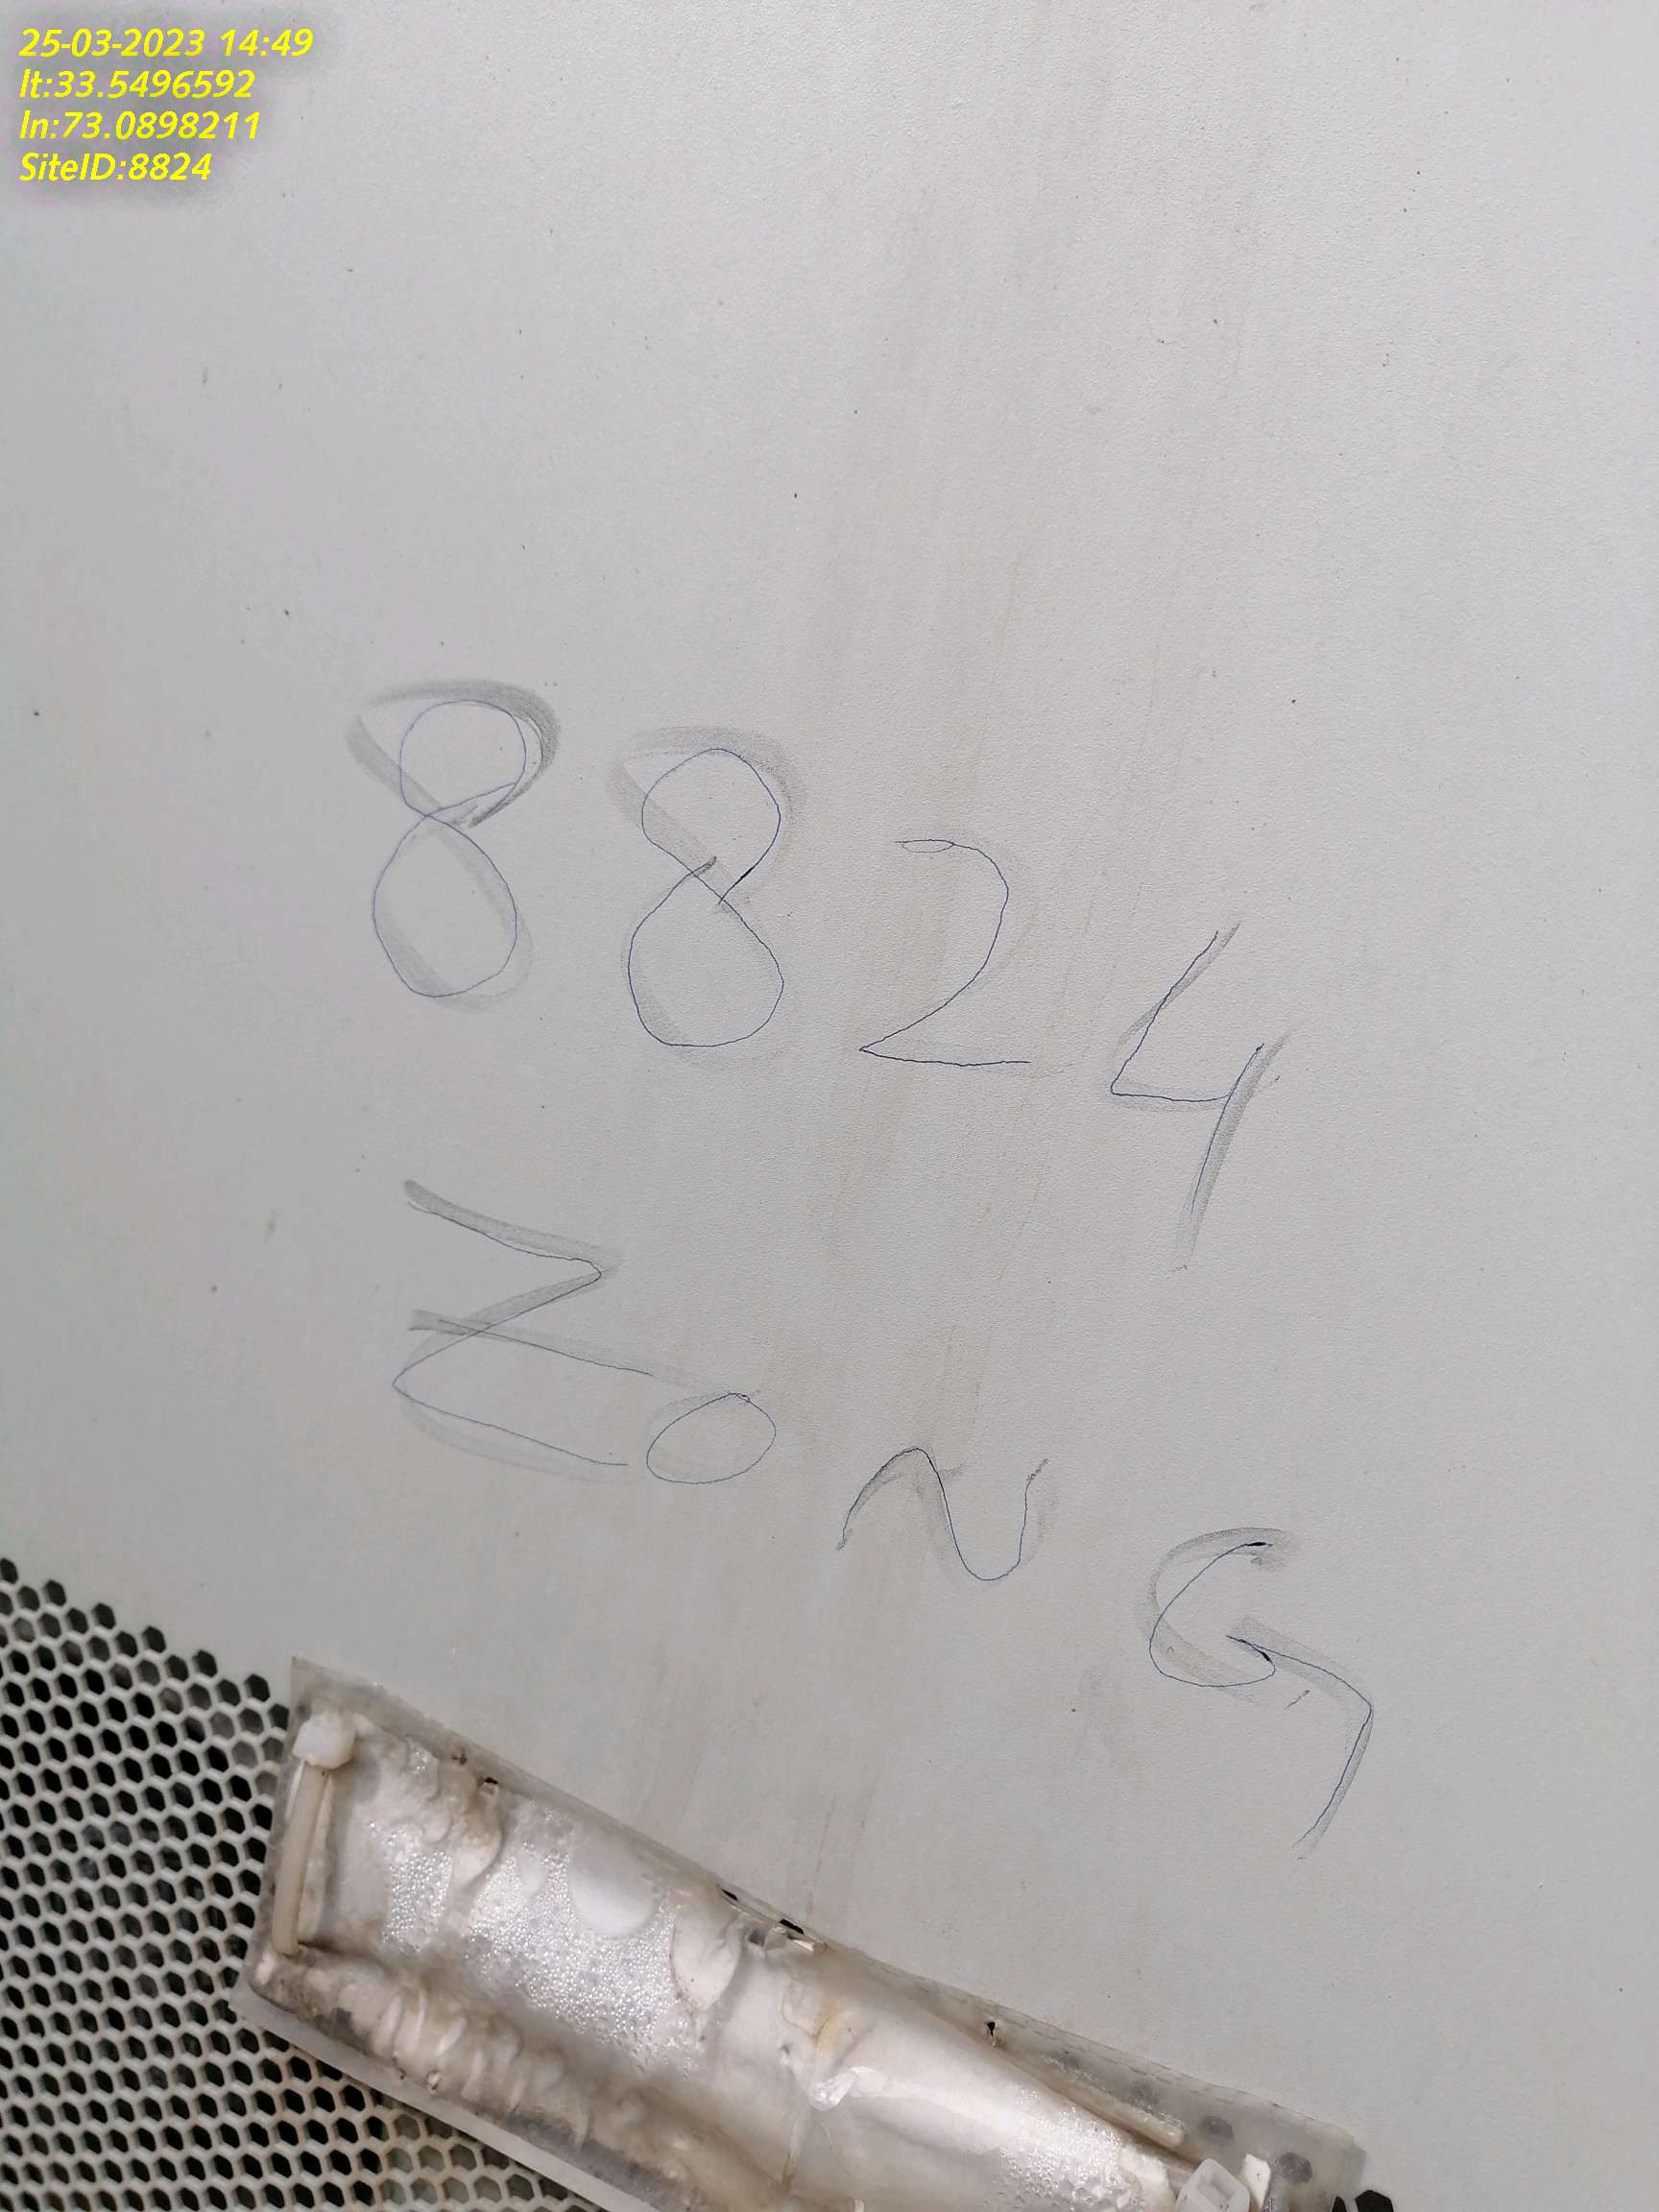 25-03-2023 14:49
lt:33.5496592
ln:73.0898211
SiteID:8824
8824
ZONG